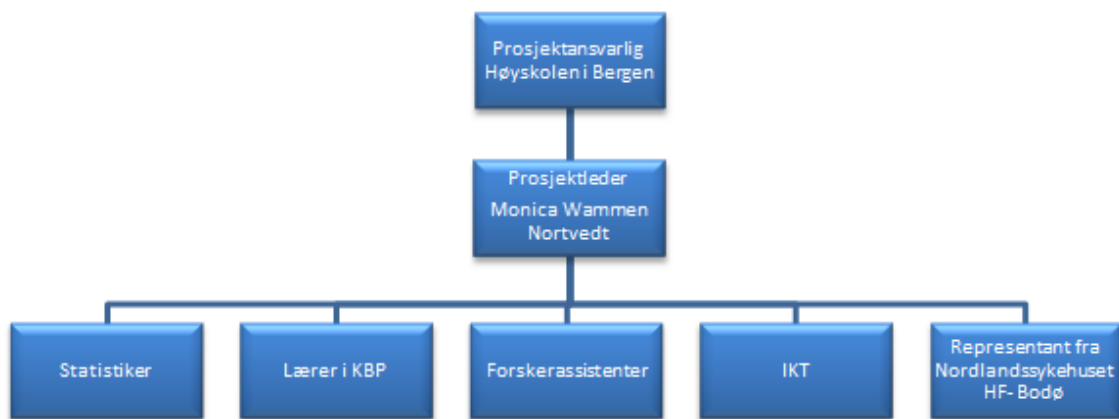 Prosjektansvarlig
Høyskolen i Bergen
Prosjektleder
Monica Wammen
Nortvedt
Statistiker
Lærer i KBP
Forskerassistenter
IKT
Representant fra
Nordlandssykehuset
HF- Bodø